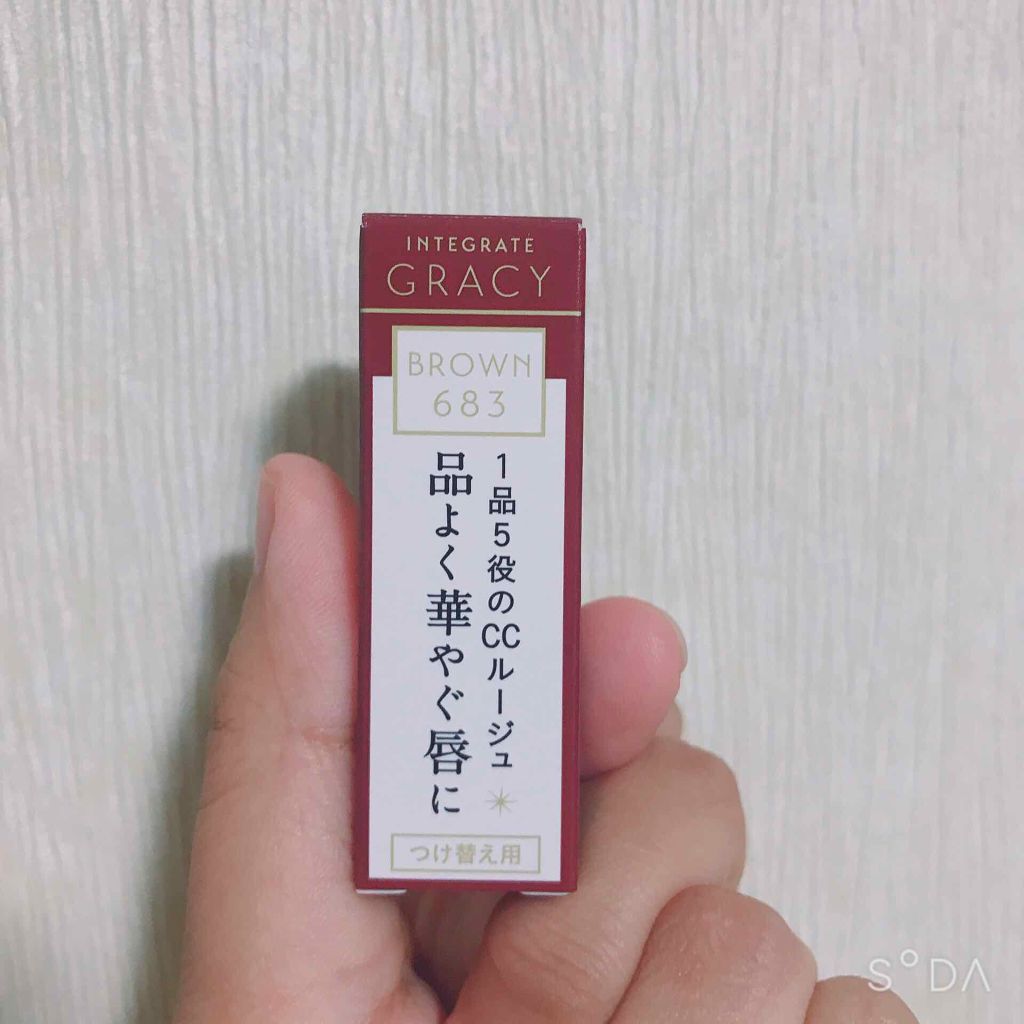 INTEGRATE
GRACY
BROWN
683
1品5役のCCルージュ
品よく華やぐ唇に
つけ替え用
SODA